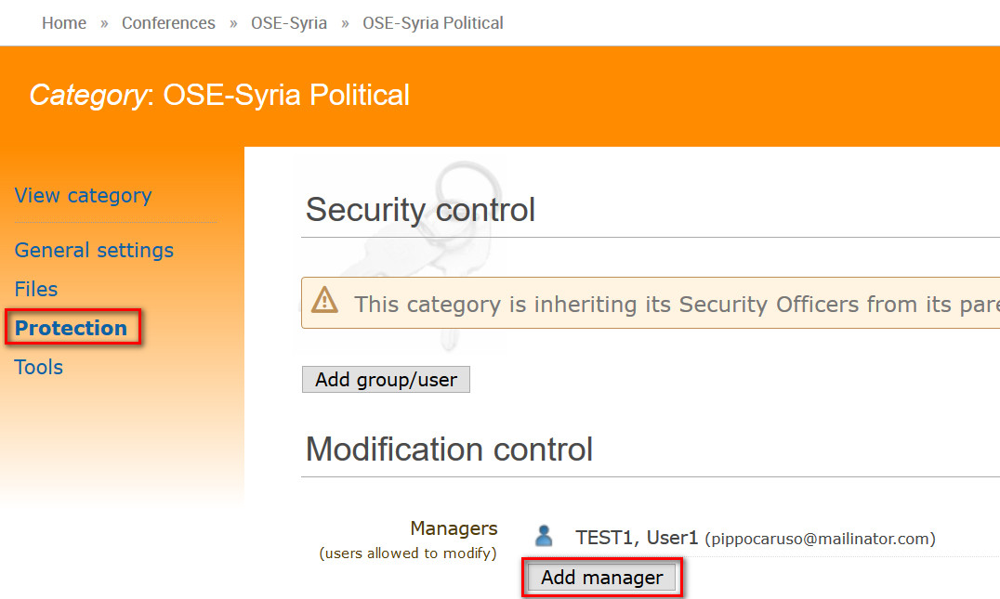 Home » Conferences » OSE-Syria » OSE-Syria Political
Category: OSE-Syria Political
View category
General settings
Files
Protection
Tools
Security control
This category is inheriting its Security Officers from its
Add group/user
Modification control
Managers
(users allowed to modify)
TEST1, User1 (pippocaruso@mailinator.com)
Add manager